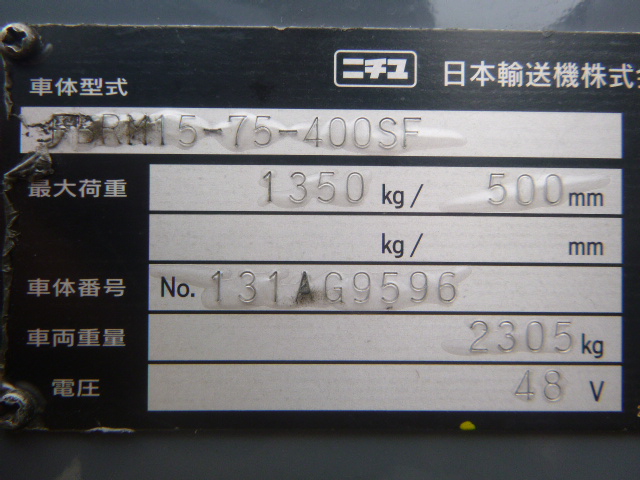 ニチユ 日本輸送機株式
車体型式
FBRM15-75-400SF
最大荷重 1350 kg/ 500 mm
kg/ mm
車体番号 No. 131AG9596
車両重量 2305 kg
電圧 48 V